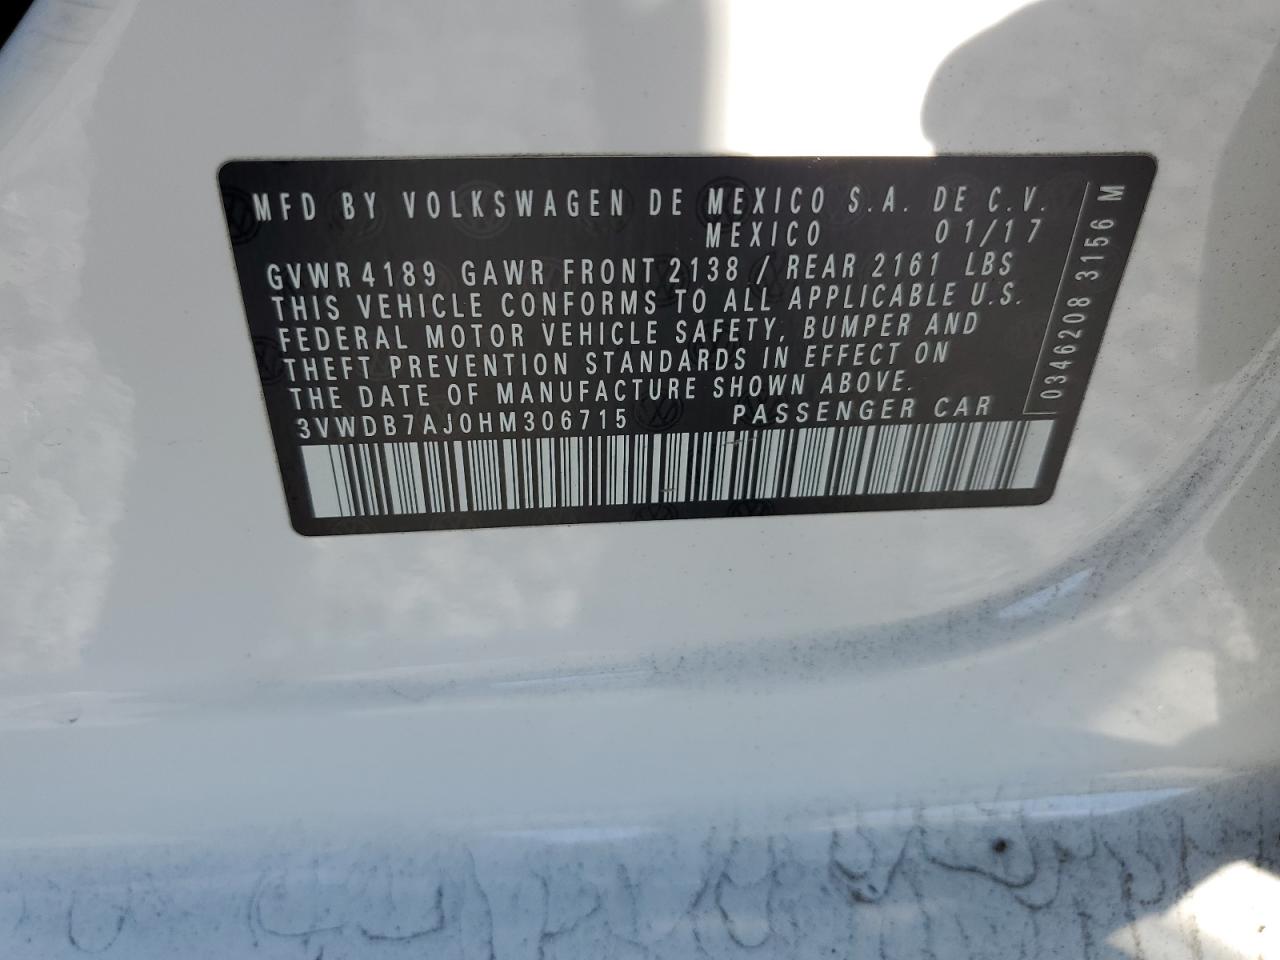 MFD BY VOLKSWAGEN DE MEXICO S.A. DE C.V.
MEXICO 01/17
GVWR 4189 GAWR FRONT 2138 / REAR 2161 LBS
THIS VEHICLE CONFORMS TO ALL APPLICABLE U.S.
FEDERAL MOTOR VEHICLE SAFETY, BUMPER AND
THEFT PREVENTION STANDARDS IN EFFECT ON
THE DATE OF MANUFACTURE SHOWN ABOVE.
3VWDB7AJ0HM306715 PASSENGER CAR
0346208 3156 M